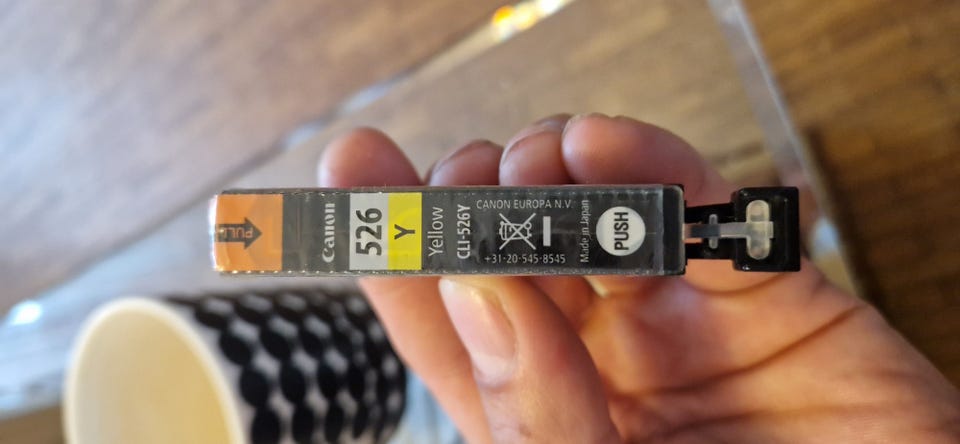 PULL
Canon
526
Y
Yellow
CLI-526Y
CANON EUROPA N.V.
+31-20-545-8545
Made in Japan
PUSH